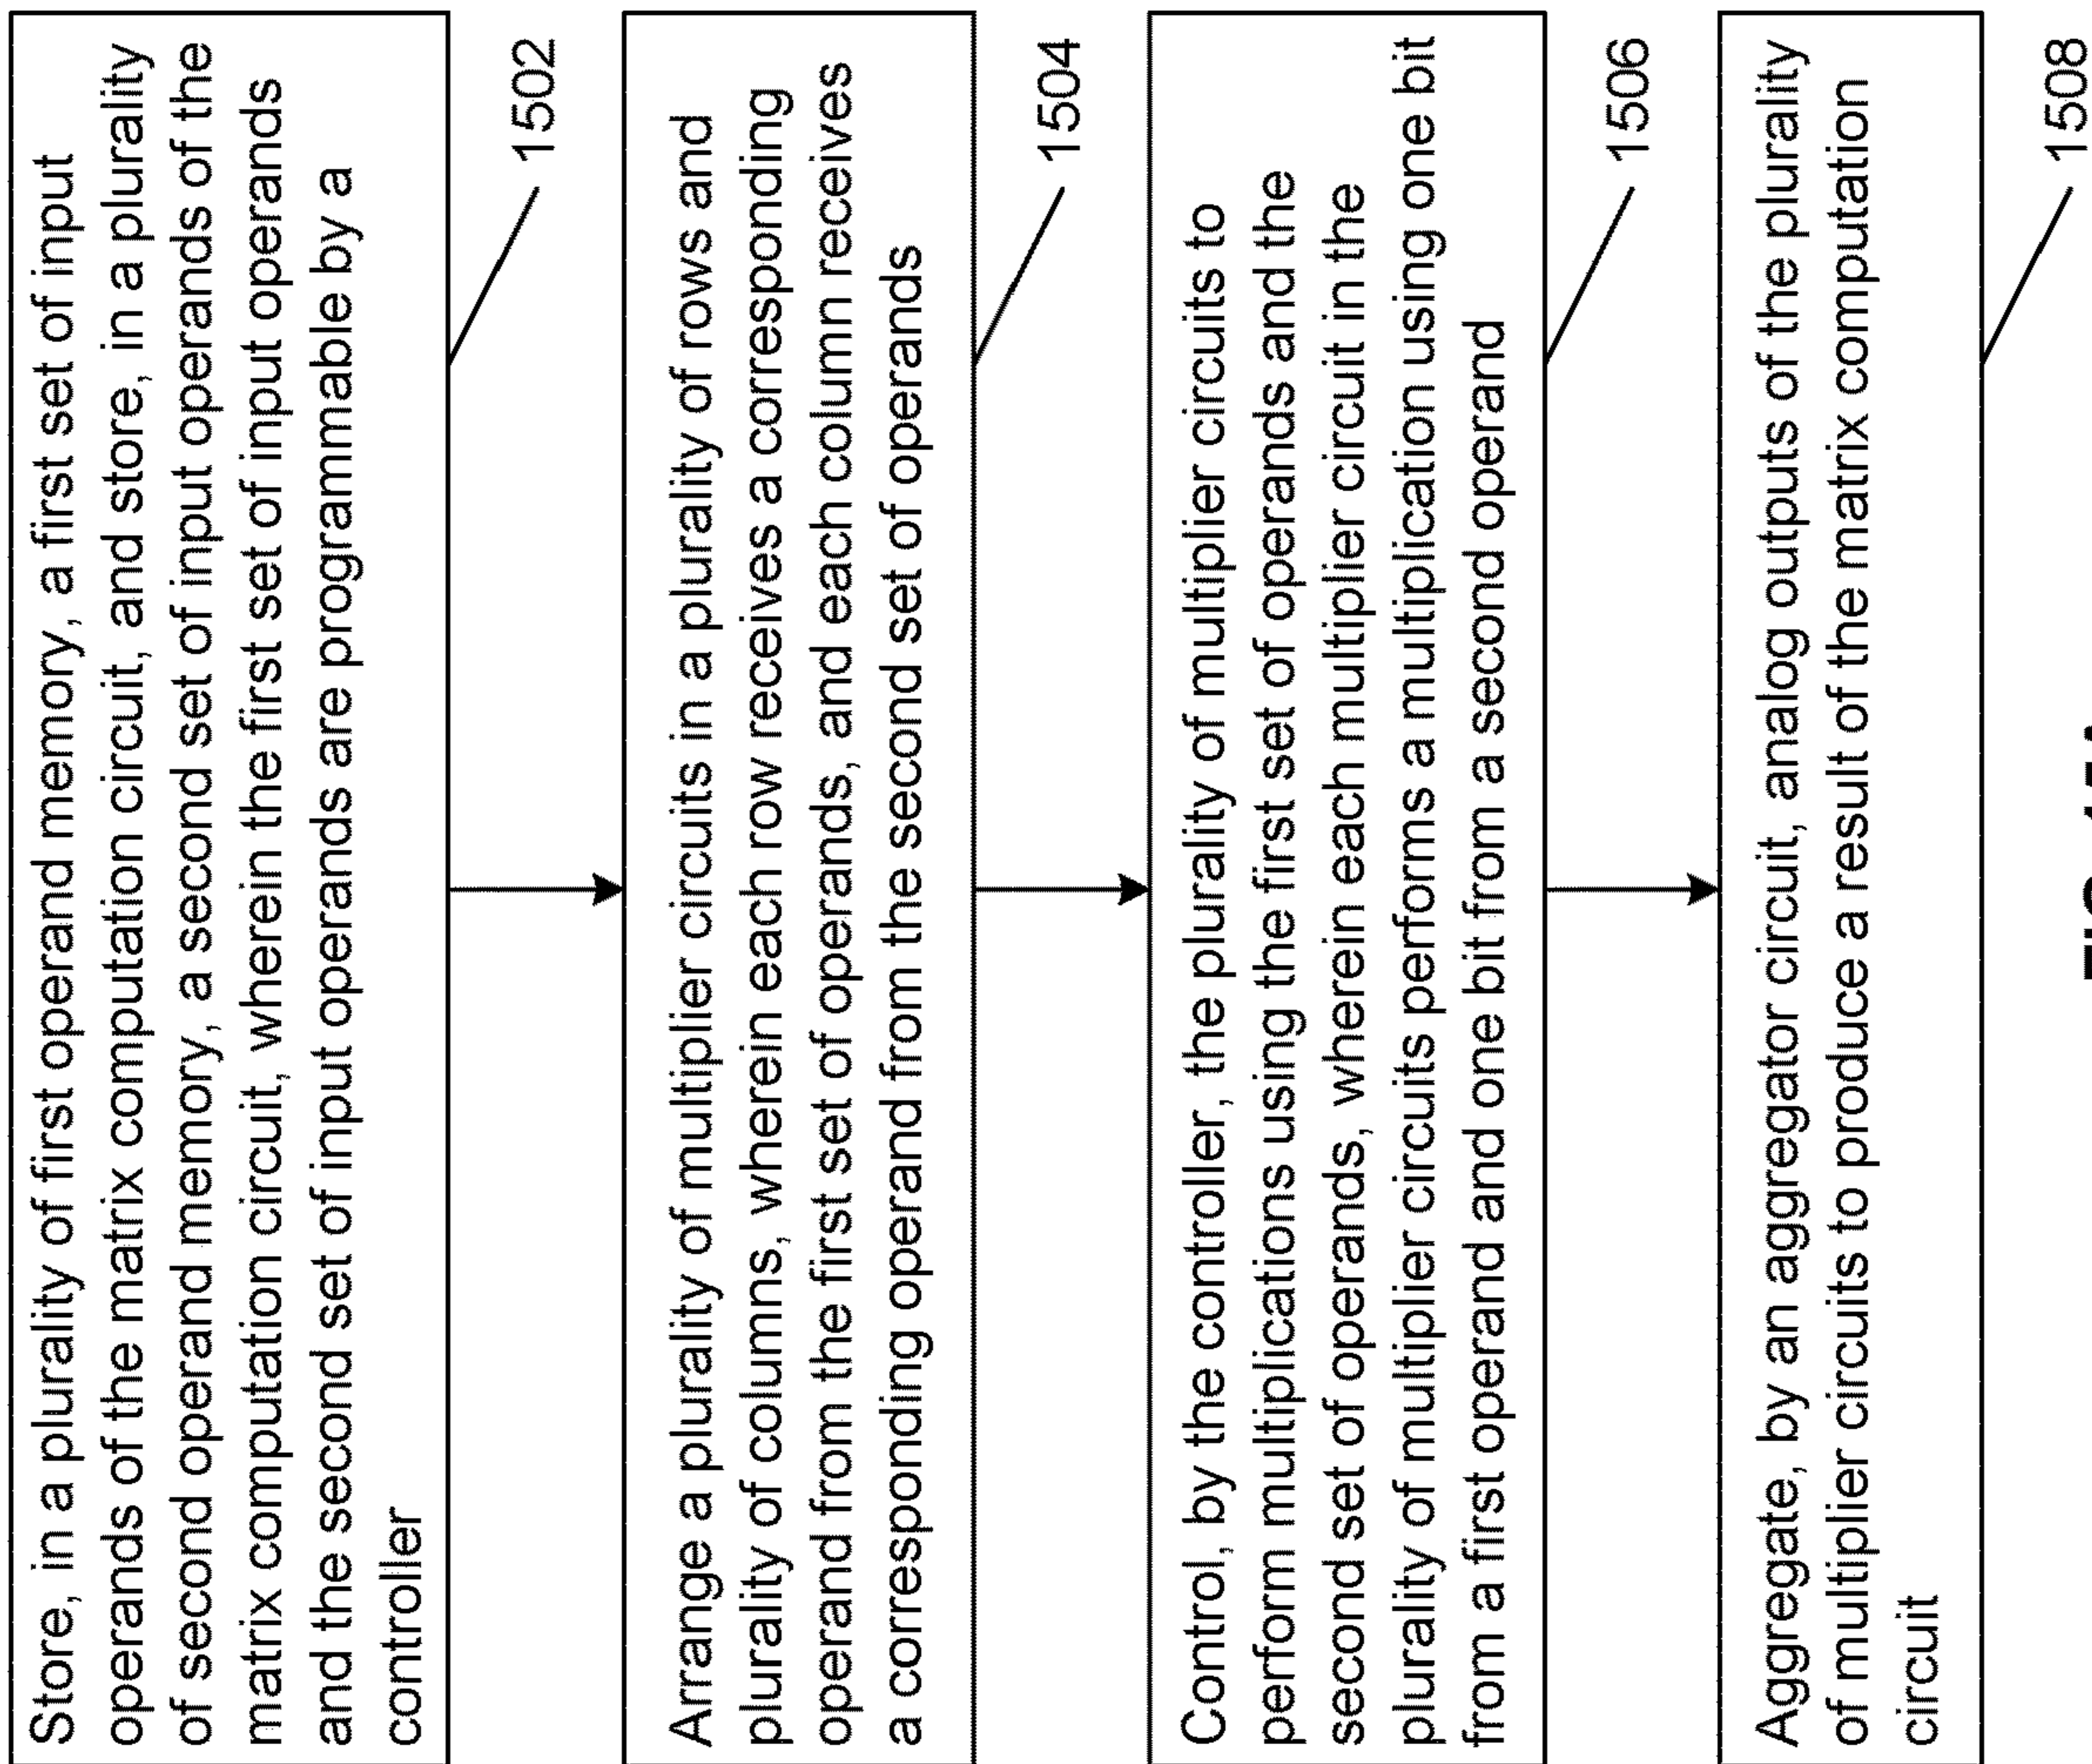 Store, in a plurality of first operand memory, a first set of input
operands of the matrix computation circuit, and store, in a plurality
of second operand memory, a second set of input operands of the
matrix computation circuit, wherein the first set of input operands
and the second set of input operands are programmable by a
controller
1502
Arrange a plurality of multiplier circuits in a plurality of rows and
plurality of columns, wherein each row receives a corresponding
operand from the first set of operands, and each column receives
a corresponding operand from the second set of operands
1504
Control, by the controller, the plurality of multiplier circuits to
perform multiplications using the first set of operands and the
second set of operands, wherein each multiplier circuit in the
plurality of multiplier circuits performs a multiplication using one bit
from a first operand and one bit from a second operand
1506
Aggregate, by an aggregator circuit, analog outputs of the plurality
of multiplier circuits to produce a result of the matrix computation
circuit
1508